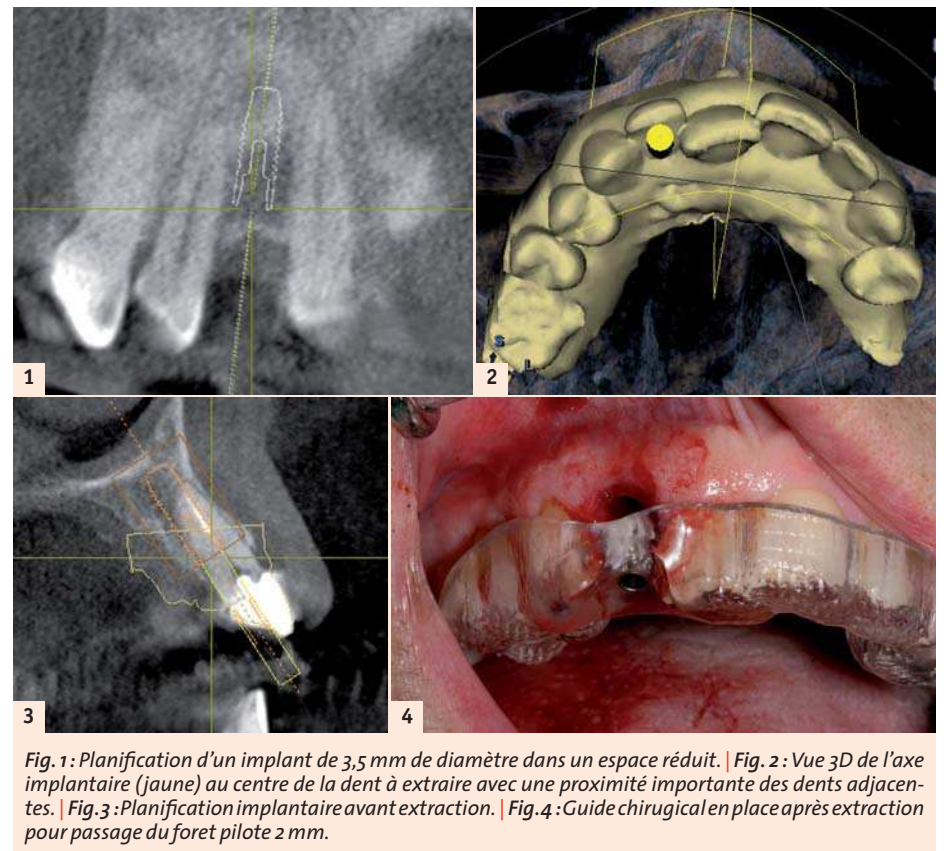 1
2
3
4
Fig. 1 : Planification d'un implant de 3,5 mm de diamètre dans un espace réduit. | Fig. 2 : Vue 3D de l'axe
implantaire (jaune) au centre de la dent à extraire avec une proximité importante des dents adjacen-
tes. | Fig.3 :Planification implantaire avant extraction. | Fig.4 :Guide chirugical en place après extraction
pour passage du foret pilote 2 mm.